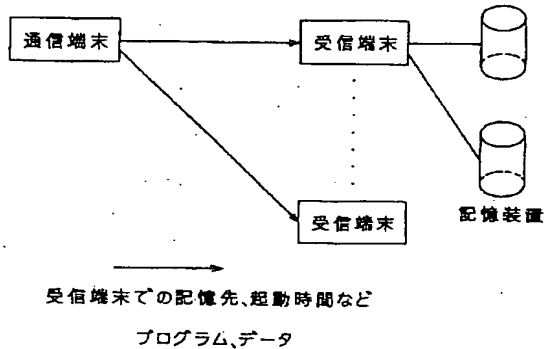 通信端末
受信端末
受信端末
記憶装置
受信端末での記憶先、起動時間など
プログラム、データ